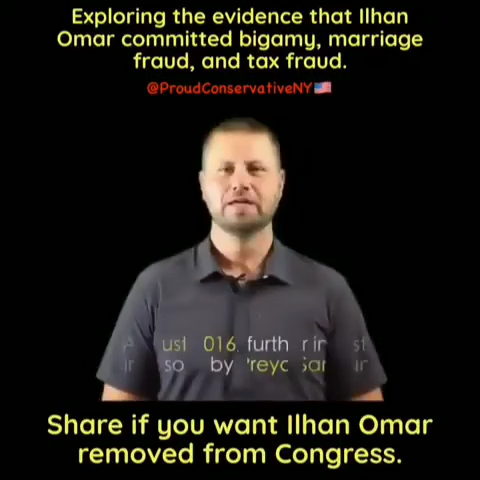 Exploring the evidence that Ilhan
Omar committed bigamy, marriage
fraud, and tax fraud.
@ProudConservativeNY🇺🇸
016 furth
so by
Share if you want Ilhan Omar
removed from Congress.